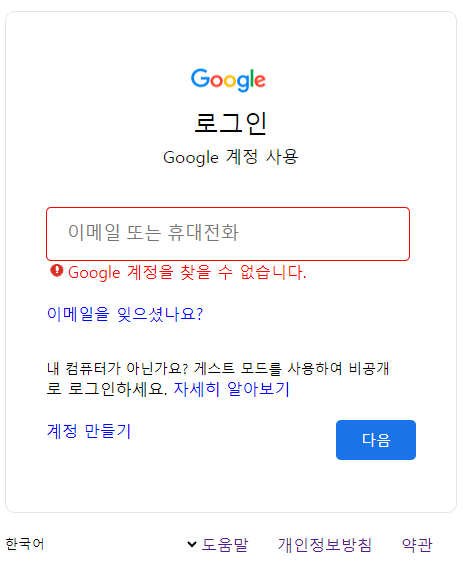 Google
로그인
Google 계정 사용
이메일 또는 휴대전화
Google 계정을 찾을 수 없습니다.
이메일을 잊으셨나요?
내 컴퓨터가 아닌가요? 게스트 모드를 사용하여 비공개
로 로그인하세요. 자세히 알아보기
계정 만들기
다음
한국어 도움말 개인정보방침 약관